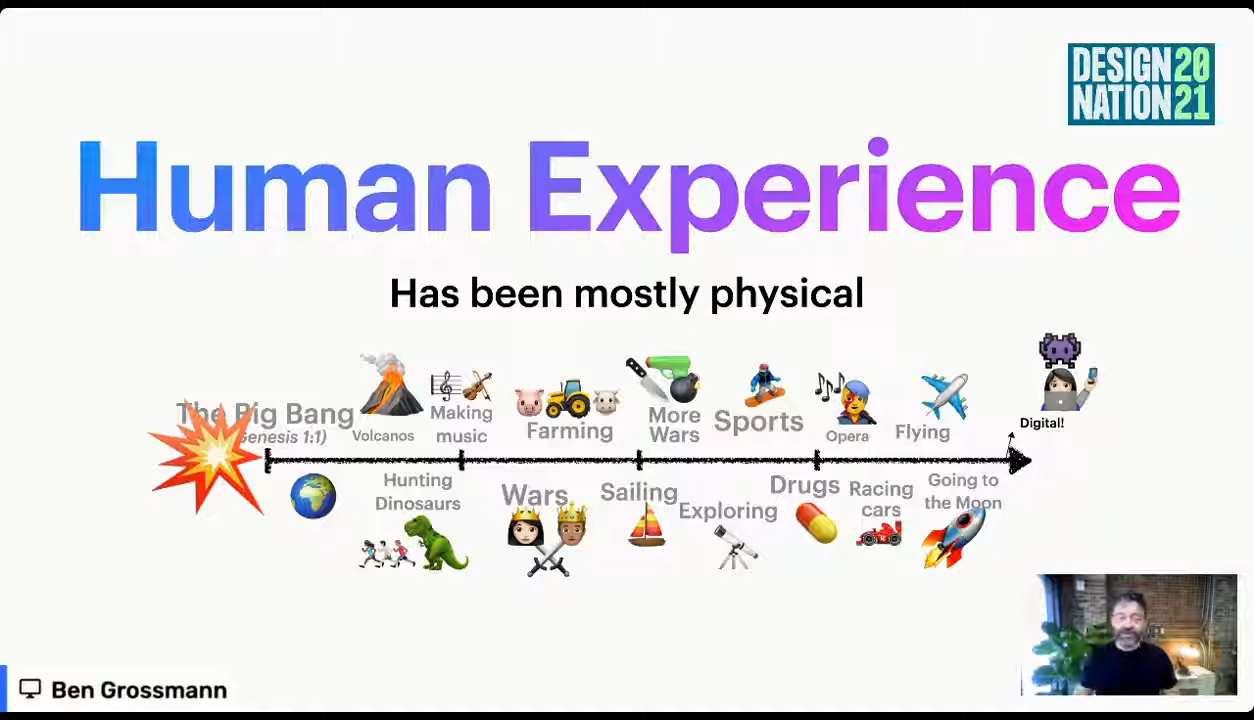 DESIGN 20
NATION 21
Human Experience
Has been mostly physical
The Big Bang
(Genesis 1:1)
Volcanos
Making
music
Farming
More
Wars
Sports
Opera
Flying
Digital!
Hunting
Dinosaurs
Wars
Sailing
Exploring
Drugs
Racing
cars
Going to
the Moon
Ben Grossmann